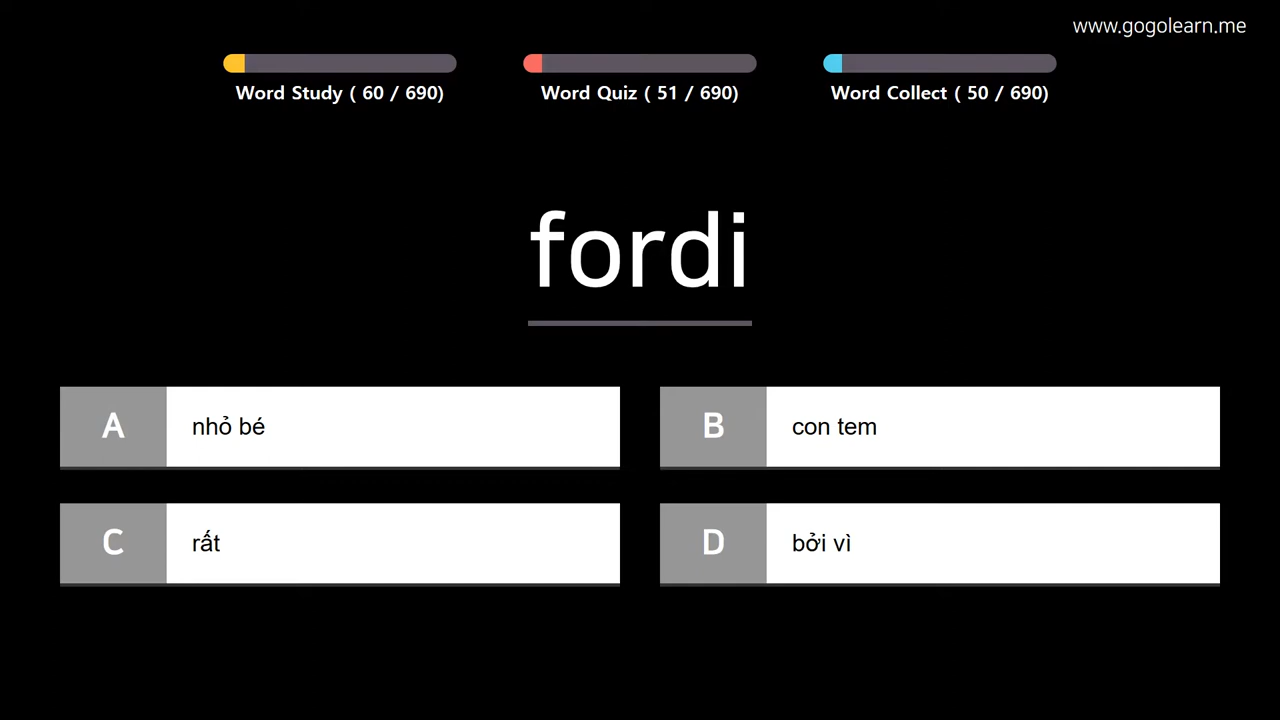 www.gogolearn.me
Word Study ( 60 / 690)
Word Quiz ( 51 / 690)
Word Collect ( 50 / 690)
fordi
A nhỏ bé
B con tem
C rất
D bởi vì